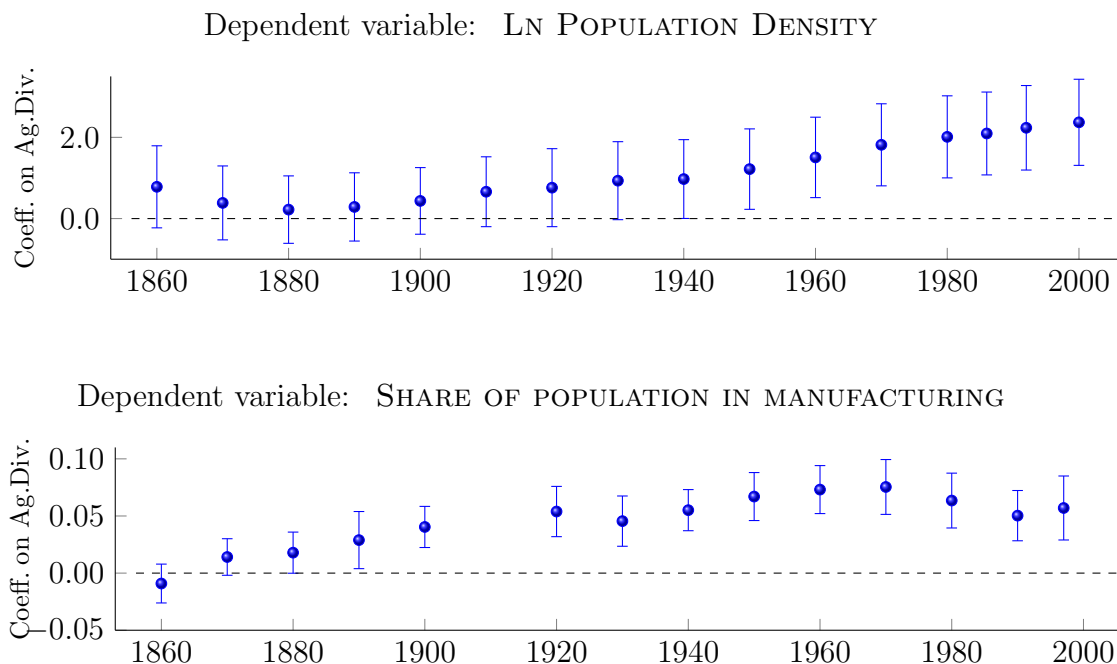 Dependent variable: LN POPULATION DENSITY
Coeff. on Ag.Div.
2.0
0.0
1860 1880 1900 1920 1940 1960 1980 2000
Dependent variable: SHARE OF POPULATION IN MANUFACTURING
Coeff. on Ag.Div.
0.10
0.05
0.00
−0.05
1860 1880 1900 1920 1940 1960 1980 2000